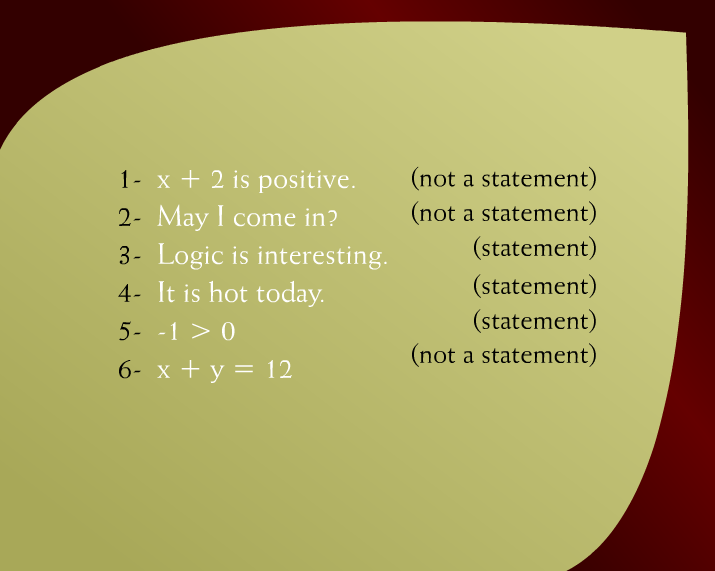 1- x + 2 is positive. (not a statement)
2- May I come in? (not a statement)
3- Logic is interesting. (statement)
4- It is hot today. (statement)
5- -1 > 0 (statement)
6- x + y = 12 (not a statement)